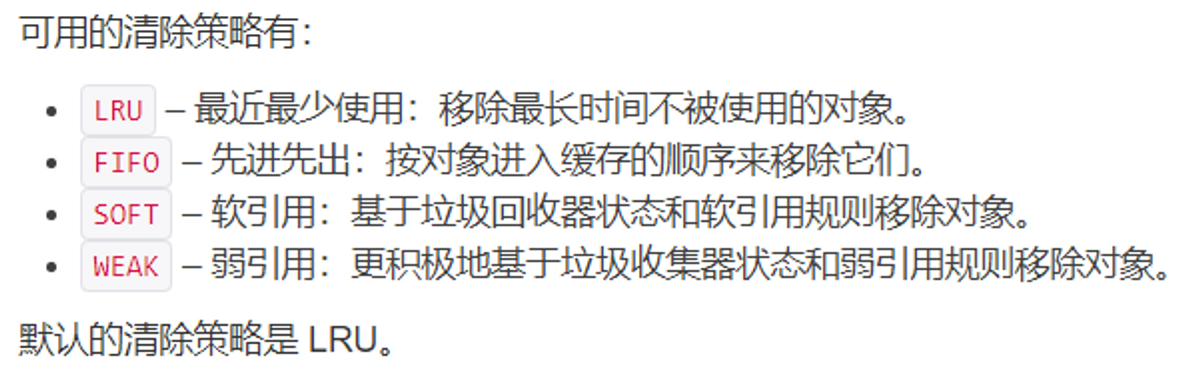 可用的清除策略有：
LRU – 最近最少使用：移除最长时间不被使用的对象。
FIFO – 先进先出：按对象进入缓存的顺序来移除它们。
SOFT – 软引用：基于垃圾回收器状态和软引用规则移除对象。
WEAK – 弱引用：更积极地基于垃圾收集器状态和弱引用规则移除对象。
默认的清除策略是 LRU。